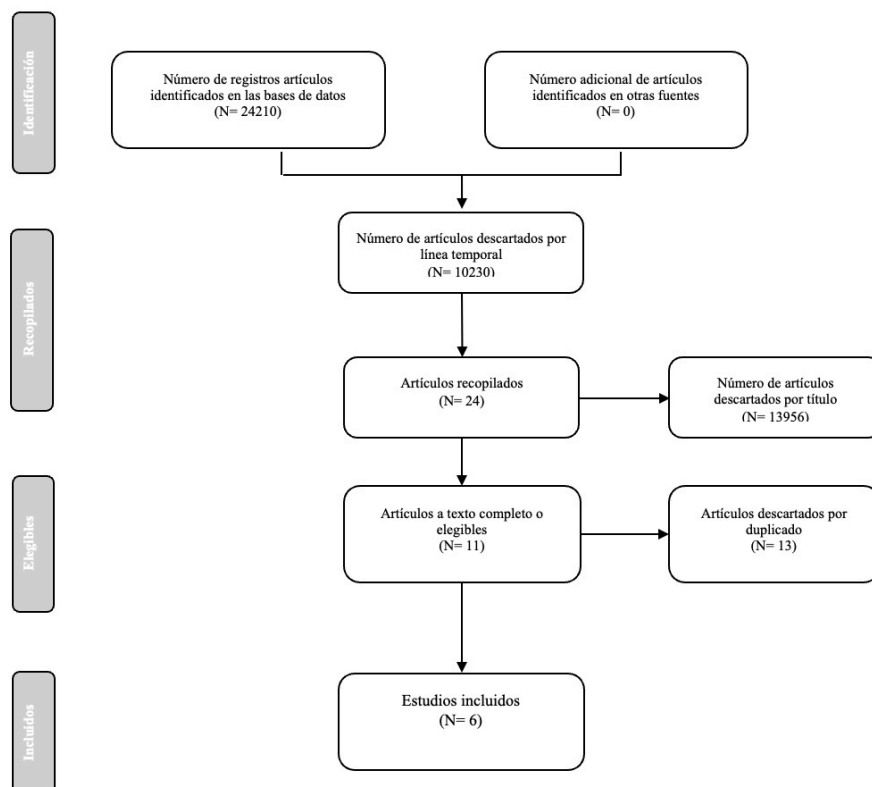 Identificación
Número de registros artículos
identificados en las bases de datos
(N= 24210)
Número adicional de artículos
identificados en otras fuentes
(N= 0)
Recopilados
Número de artículos descartados por
línea temporal
(N= 10230)
Artículos recopilados
(N= 24)
Número de artículos
descartados por título
(N= 13956)
Elegibles
Artículos a texto completo o
elegibles
(N= 11)
Artículos descartados por
duplicado
(N= 13)
Incluidos
Estudios incluidos
(N= 6)